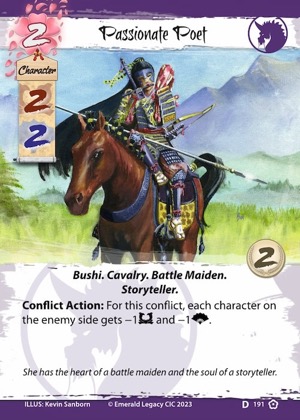 2
Passionate Poet
Character
2
2
2
Bushi. Cavalry. Battle Maiden.
Storyteller.
Conflict Action: For this conflict, each character on
the enemy side gets −1 and −1.
She has the heart of a battle maiden and the soul of a storyteller.
ILLUS: Kevin Sanborn © Emerald Legacy CIC 2023 D 191